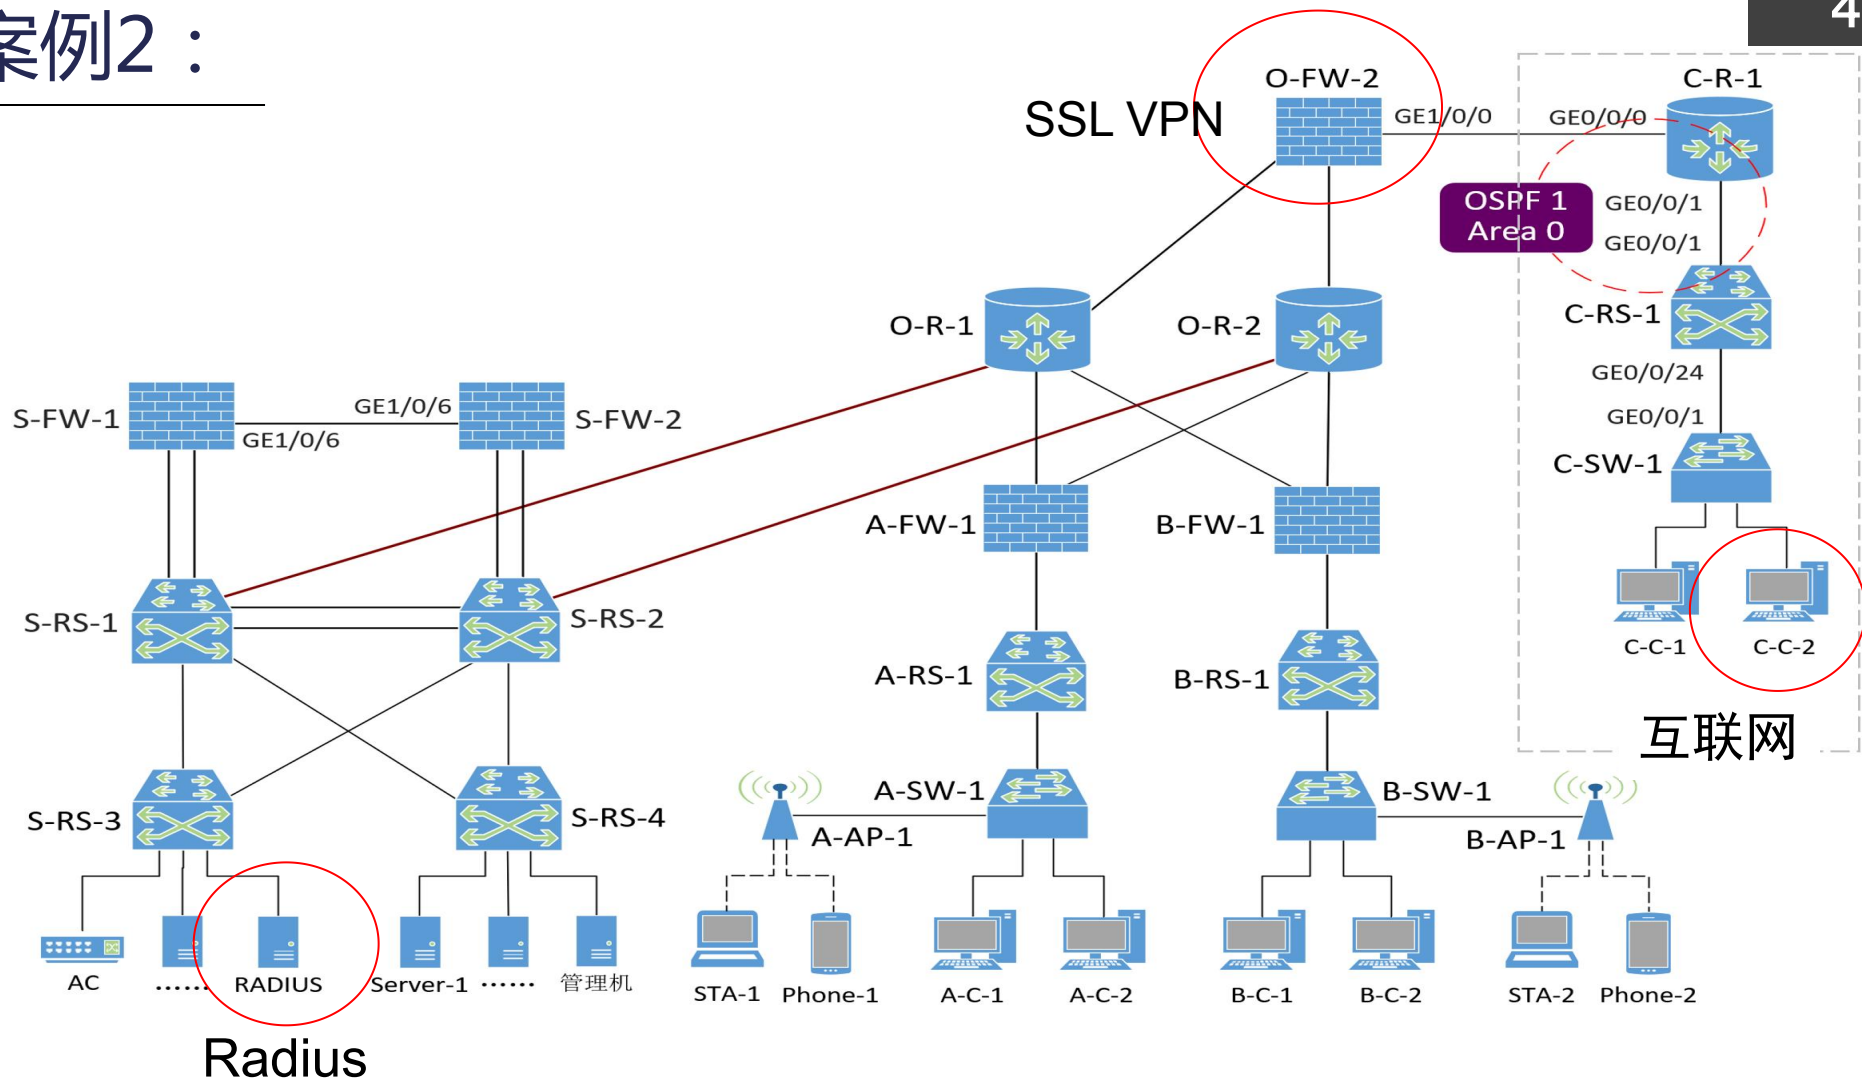 案例2：
4
O-FW-2
C-R-1
SSL VPN
GE1/0/0
GE0/0/0
OSPF 1
Area 0
GE0/0/1
GE0/0/1
O-R-1
O-R-2
C-RS-1
GE0/0/24
S-FW-1
GE1/0/6
GE1/0/6
S-FW-2
GE0/0/1
C-SW-1
A-FW-1
B-FW-1
S-RS-1
S-RS-2
C-C-1
C-C-2
A-RS-1
B-RS-1
互联网
S-RS-3
S-RS-4
A-SW-1
A-AP-1
B-SW-1
B-AP-1
AC
......
RADIUS
Server-1
......
管理机
STA-1
Phone-1
A-C-1
A-C-2
B-C-1
B-C-2
STA-2
Phone-2
Radius